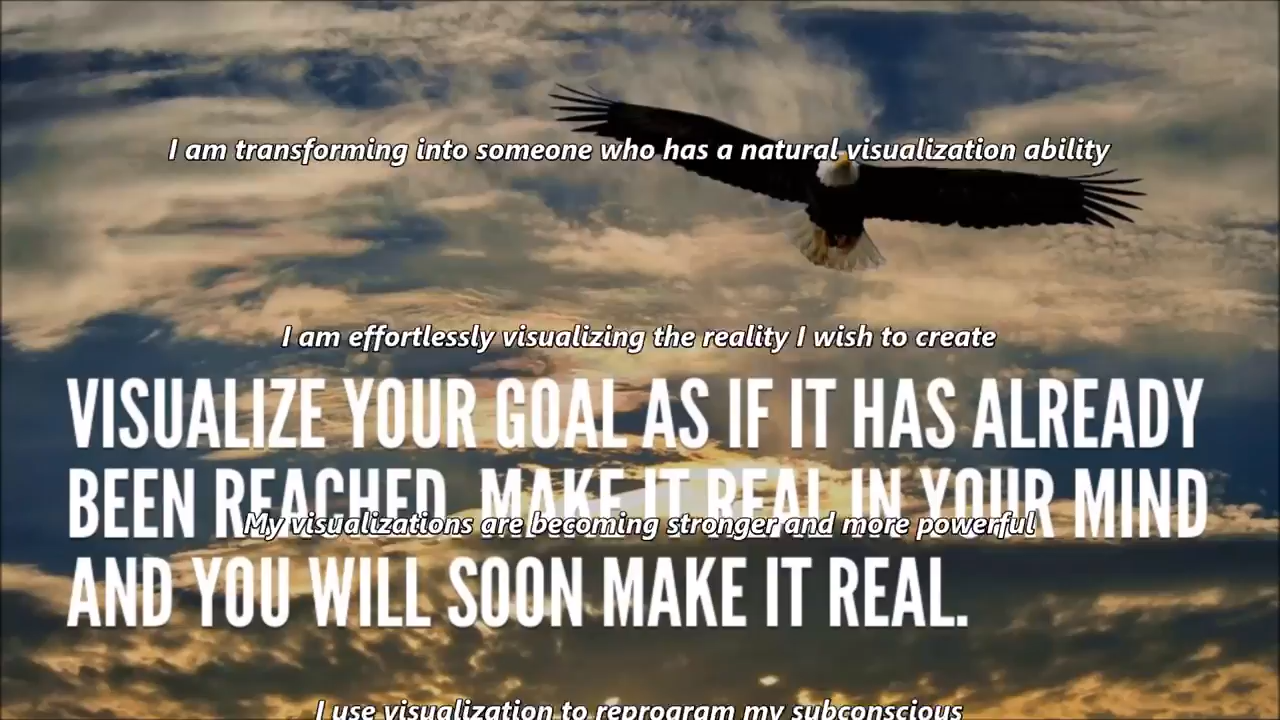 I am transforming into someone who has a natural visualization ability
I am effortlessly visualizing the reality I wish to create
VISUALIZE YOUR GOAL AS IF IT HAS ALREADY
BEEN REACHED. MAKE IT REAL IN YOUR MIND
My visualizations are becoming stronger and more powerful
AND YOU WILL SOON MAKE IT REAL.
I use visualization to reprogram my subconscious